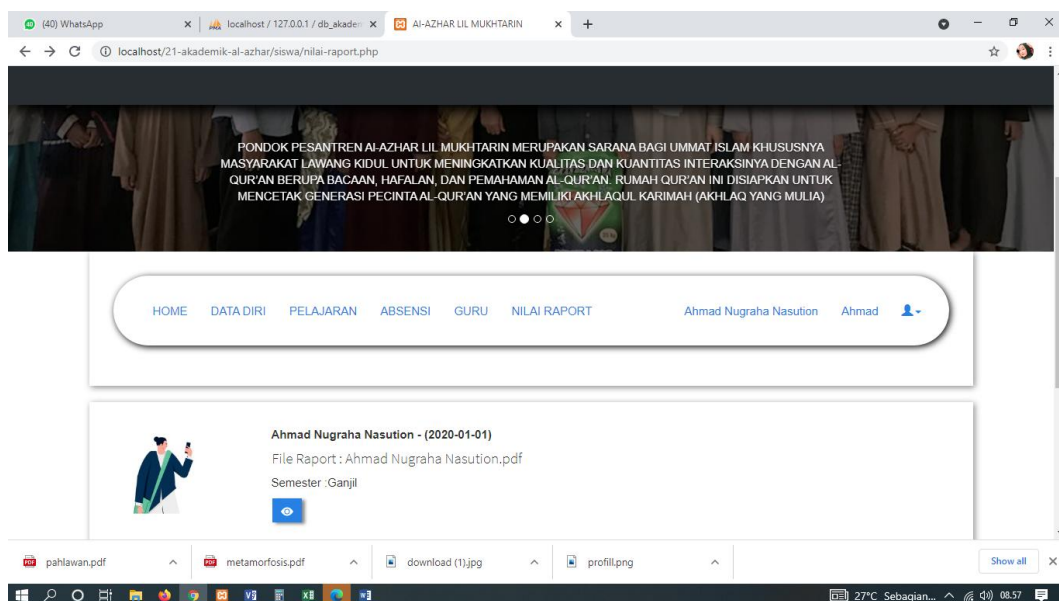 (40) WhatsApp
localhost / 127.0.0.1 / db_akadem
Al-AZHAR LIL MUKHTARIN
localhost/21-akademik-al-azhar/siswa/nilai-raport.php
PONDOK PESANTREN Al-AZHAR LIL MUKHTARIN MERUPAKAN SARANA BAGI UMMAT ISLAM KHUSUSNYA
MASYARAKAT LAWANG KIDUL UNTUK MENINGKATKAN KUALITAS DAN KUANTITAS INTERAKSINYA DENGAN AL-
QUR'AN BERUPA BACAAN, HAFALAN, DAN PEMAHAMAN AL-QUR'AN. RUMAH QUR'AN INI DISIAPKAN UNTUK
MENCETAK GENERASI PECINTA AL-QUR'AN YANG MEMILIKI AKHLAQUL KARIMAH (AKHLAQ YANG MULIA)
HOME DATA DIRI PELAJARAN ABSENSI GURU NILAI RAPORT Ahmad Nugraha Nasution Ahmad
Ahmad Nugraha Nasution - (2020-01-01)
File Raport : Ahmad Nugraha Nasution.pdf
Semester :Ganjil
pahlawan.pdf
metamorfosis.pdf
download (1).jpg
profill.png
Show all
27°C Sebagian... 08.57